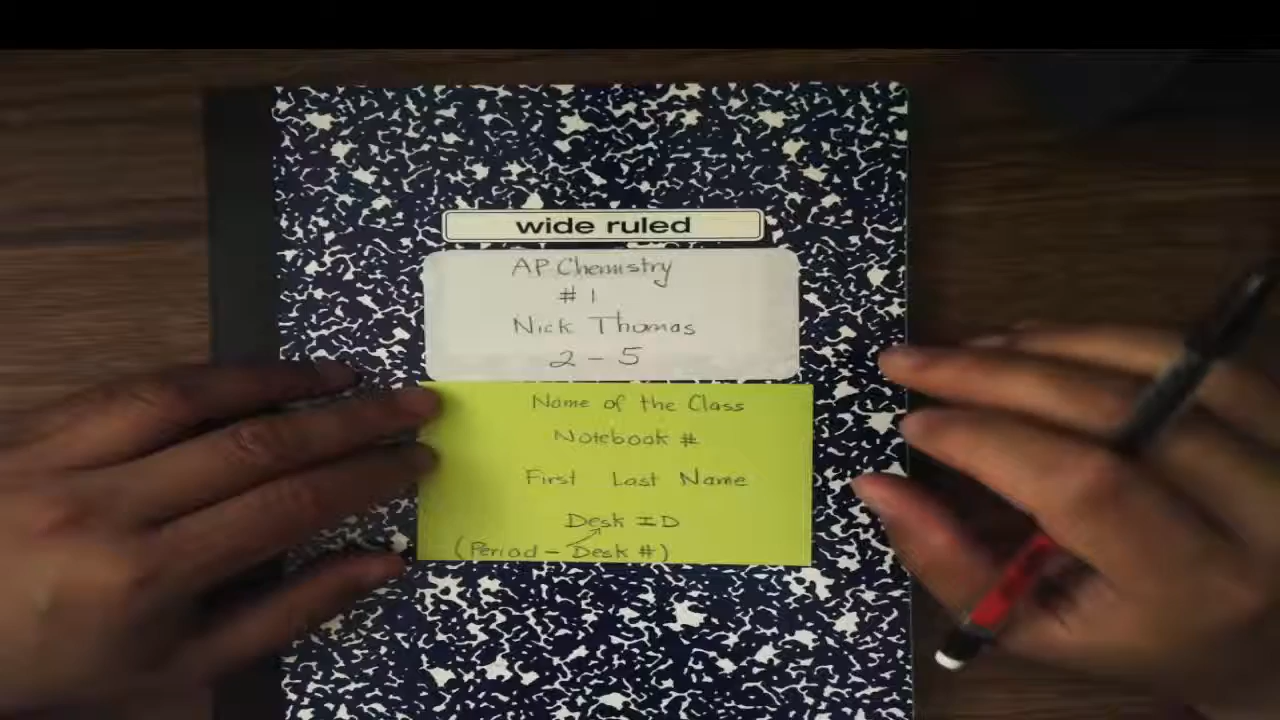 wide ruled
AP Chemistry
# 1
Nick Thomas
2 - 5
Name of the Class
Notebook #
First Last Name
Desk ID
(Period - Desk #)